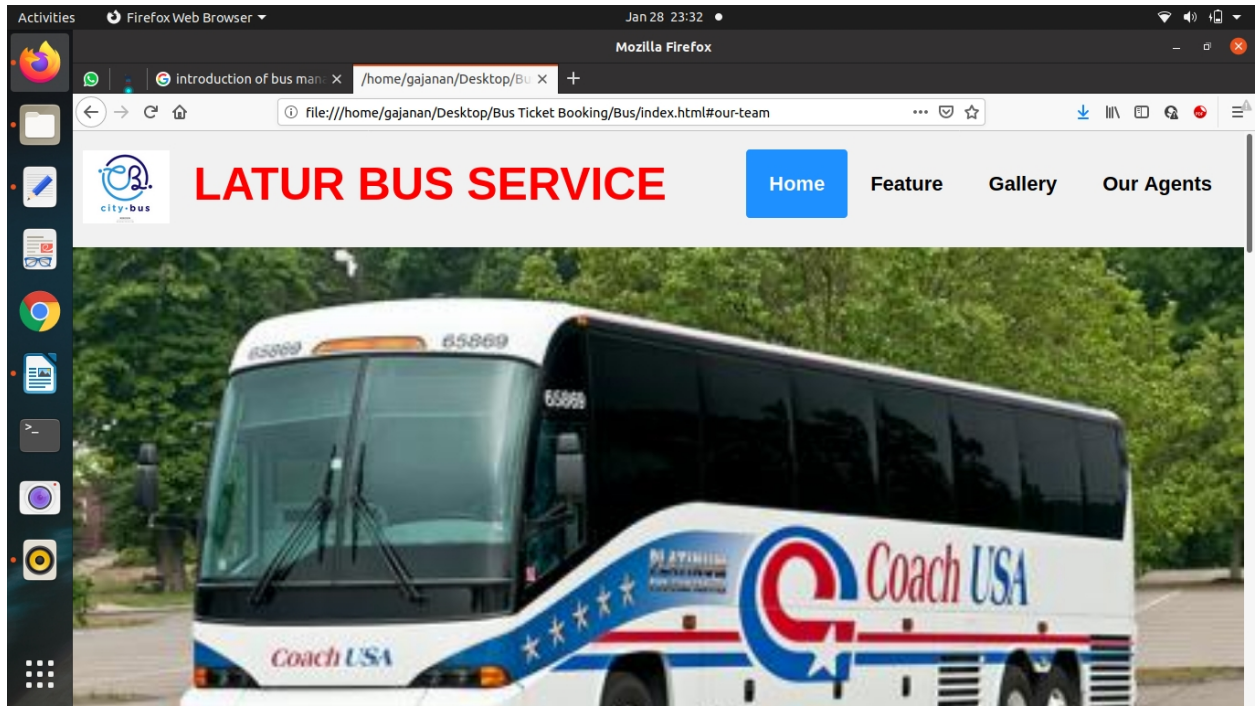 Activities Firefox Web Browser Jan 28 23:32
Mozilla Firefox
introduction of bus man /home/gajanan/Desktop/Bu
file:///home/gajanan/Desktop/Bus Ticket Booking/Bus/index.html#our-team
CB.
city·bus
LATUR BUS SERVICE
Home Feature Gallery Our Agents
65869 65869
65869
PLATINUM
Coach USA
Coach USA